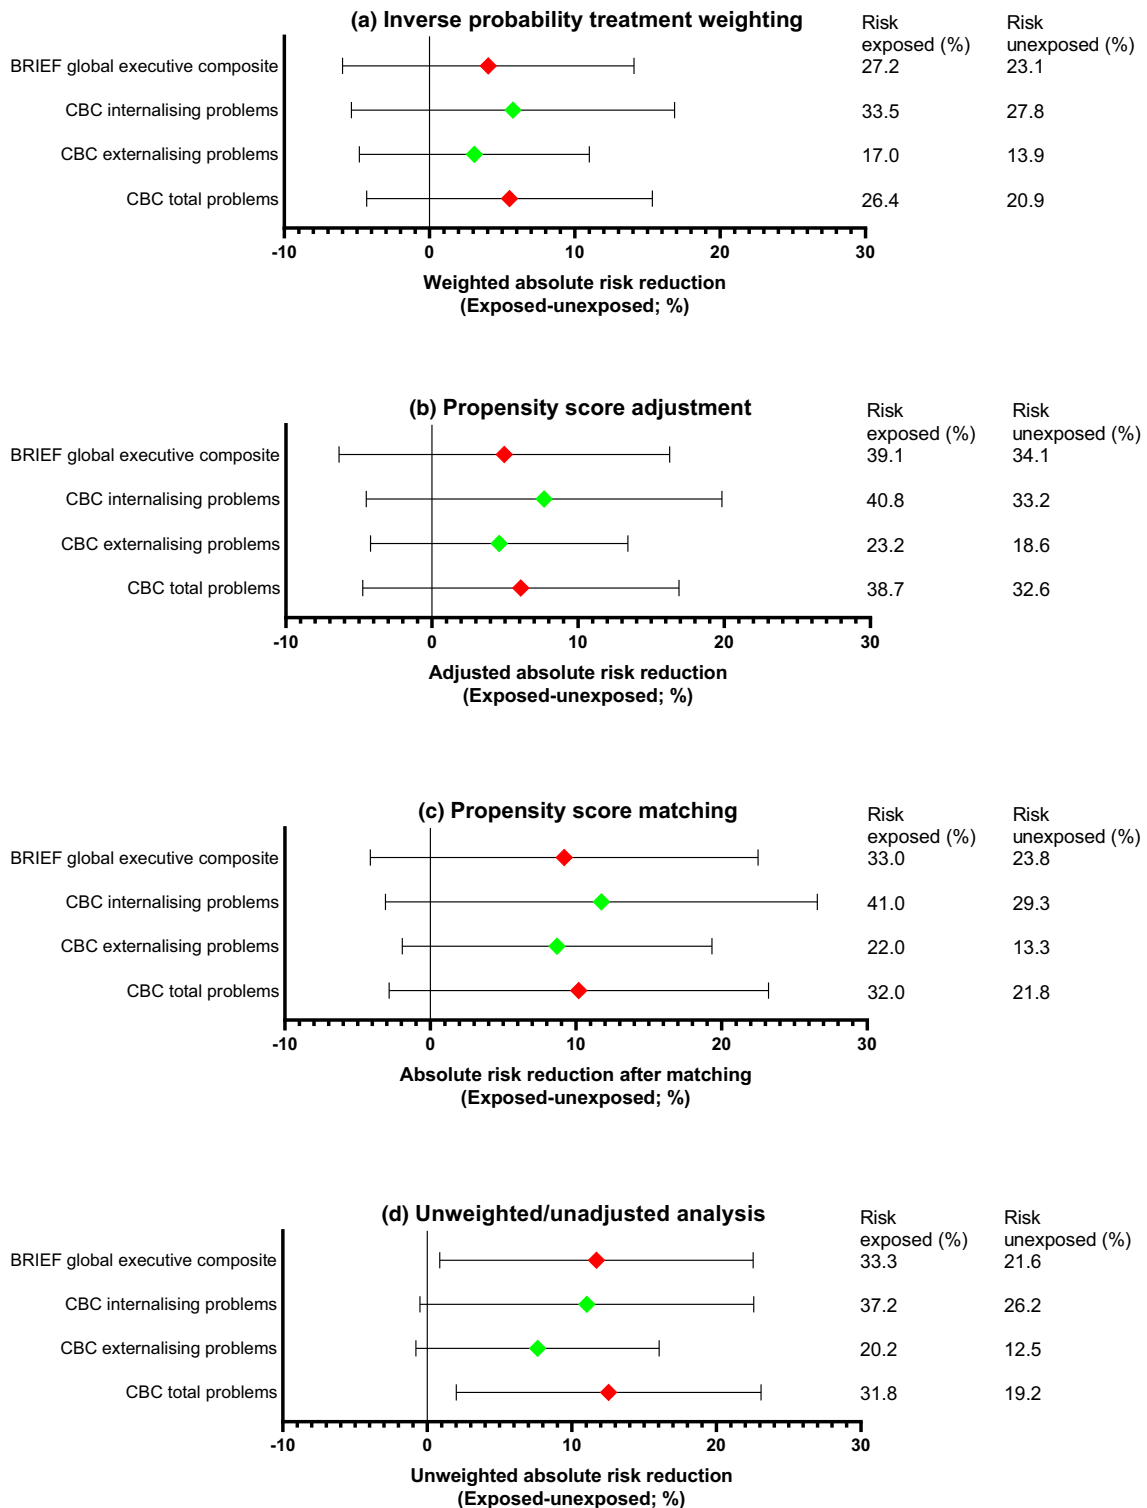 (a) Inverse probability treatment weighting
Risk exposed (%) Risk unexposed (%)
BRIEF global executive composite 27.2 23.1
CBC internalising problems 33.5 27.8
CBC externalising problems 17.0 13.9
CBC total problems 26.4 20.9
-10 0 10 20 30
Weighted absolute risk reduction
(Exposed-unexposed; %)
(b) Propensity score adjustment
Risk exposed (%) Risk unexposed (%)
BRIEF global executive composite 39.1 34.1
CBC internalising problems 40.8 33.2
CBC externalising problems 23.2 18.6
CBC total problems 38.7 32.6
-10 0 10 20 30
Adjusted absolute risk reduction
(Exposed-unexposed; %)
(c) Propensity score matching
Risk exposed (%) Risk unexposed (%)
BRIEF global executive composite 33.0 23.8
CBC internalising problems 41.0 29.3
CBC externalising problems 22.0 13.3
CBC total problems 32.0 21.8
-10 0 10 20 30
Absolute risk reduction after matching
(Exposed-unexposed; %)
(d) Unweighted/unadjusted analysis
Risk exposed (%) Risk unexposed (%)
BRIEF global executive composite 33.3 21.6
CBC internalising problems 37.2 26.2
CBC externalising problems 20.2 12.5
CBC total problems 31.8 19.2
-10 0 10 20 30
Unweighted absolute risk reduction
(Exposed-unexposed; %)